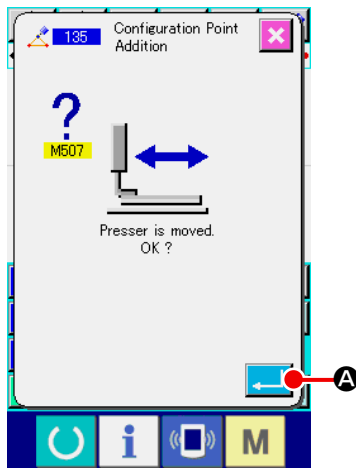 135
Configuration Point
Addition
?
M507
Presser is moved.
OK ?
A
i
M